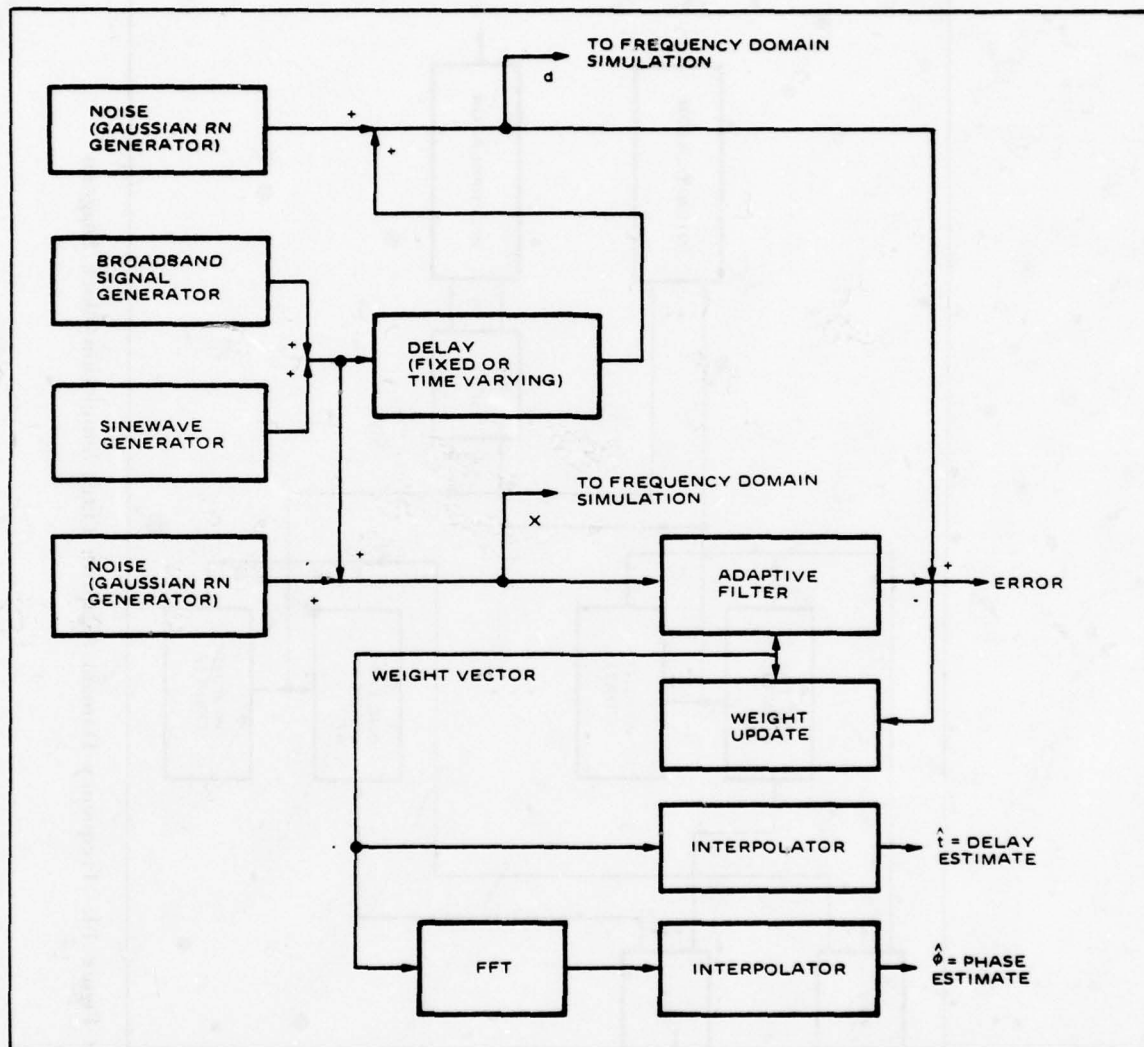 TO FREQUENCY DOMAIN
SIMULATION
d
NOISE
(GAUSSIAN RN
GENERATOR)
+
+
BROADBAND
SIGNAL
GENERATOR
+
+
DELAY
(FIXED OR
TIME VARYING)
SINEWAVE
GENERATOR
TO FREQUENCY DOMAIN
SIMULATION
X
NOISE
(GAUSSIAN RN
GENERATOR)
+
+
ADAPTIVE
FILTER
+
-
ERROR
WEIGHT VECTOR
WEIGHT
UPDATE
INTERPOLATOR
t̂ = DELAY
ESTIMATE
FFT
INTERPOLATOR
ϕ̂ = PHASE
ESTIMATE